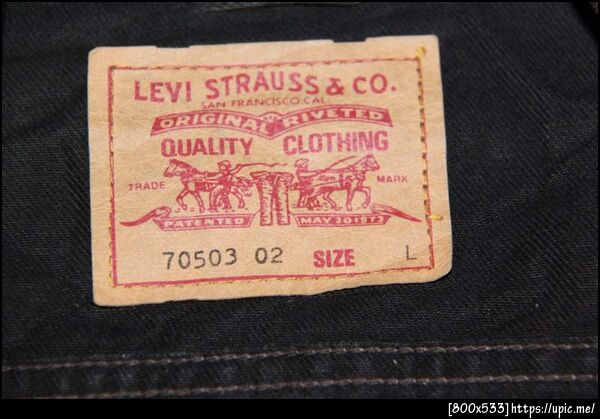 LEVI STRAUSS & CO.
SAN FRANCISCO CAL
ORIGINAL RIVETED
QUALITY CLOTHING
TRADE MARK
PATENTED MAY 20 1873
70503 02 SIZE L
[800x533]https://upic.me/